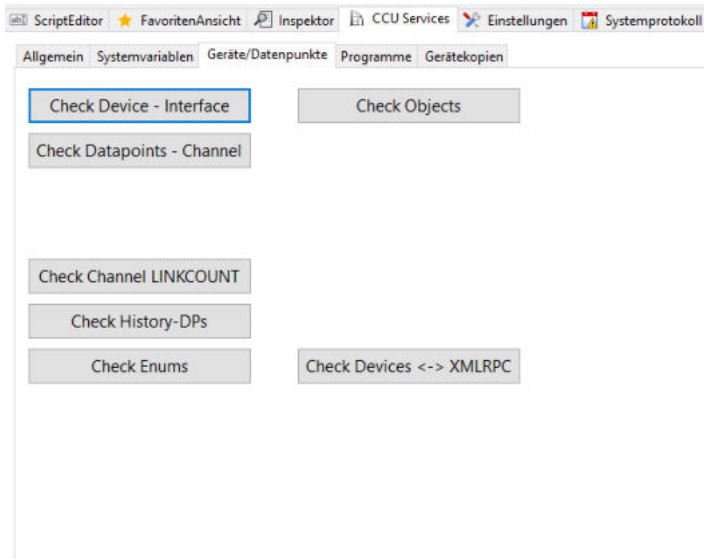 ScriptEditor FavoritenAnsicht Inspektor CCU Services Einstellungen Systemprotokoll
Allgemein Systemvariablen Geräte/Datenpunkte Programme Gerätekopien
Check Device - Interface Check Objects
Check Datapoints - Channel
Check Channel LINKCOUNT
Check History-DPs
Check Enums Check Devices <-> XMLRPC